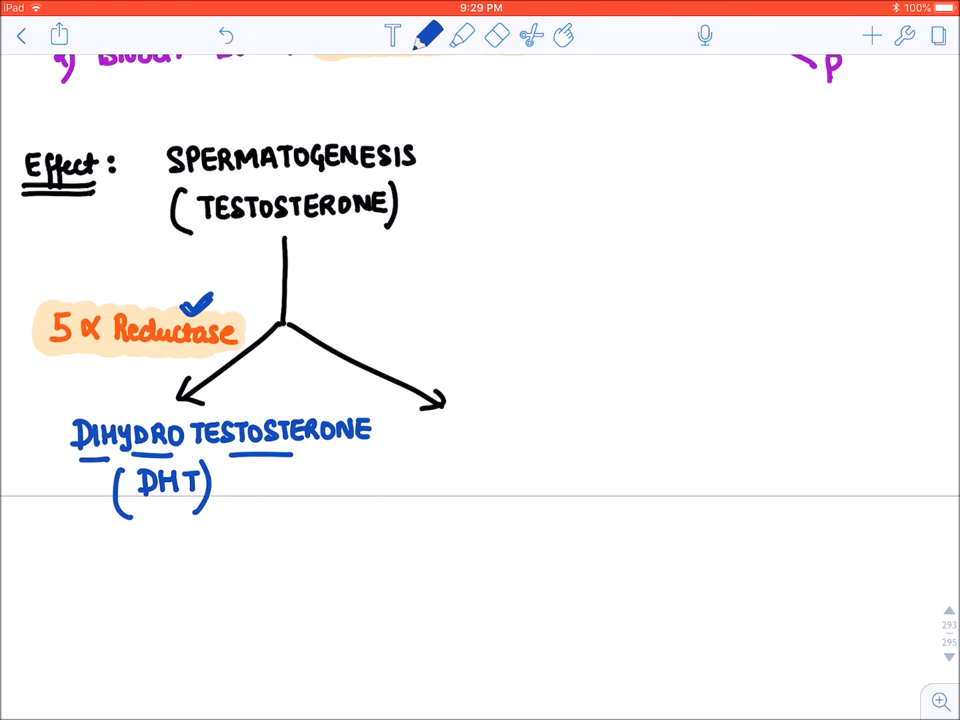 iPad
9:29 PM
100%
T
Effect :
SPERMATOGENESIS
(TESTOSTERONE)
5 α Reductase
DIHYDRO TESTOSTERONE
(DHT)
293
295